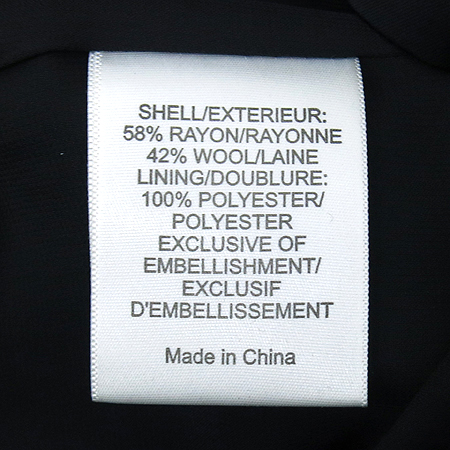 SHELL/EXTERIEUR:
58% RAYON/RAYONNE
42% WOOL/LAINE
LINING/DOUBLURE:
100% POLYESTER/
POLYESTER
EXCLUSIVE OF
EMBELLISHMENT/
EXCLUSIF
D'EMBELLISSEMENT
Made in China